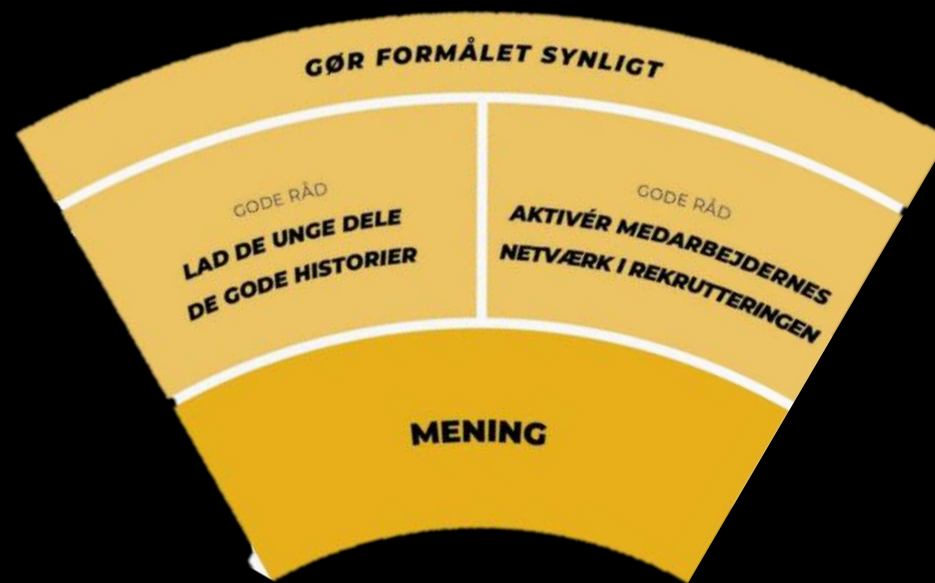 GØR FORMÅLET SYNLIGT
GODE RÅD
LAD DE UNGE DELE
DE GODE HISTORIER
GODE RÅD
AKTIVÉR MEDARBEJDERNES
NETVÆRK I REKRUTTERINGEN
MENING